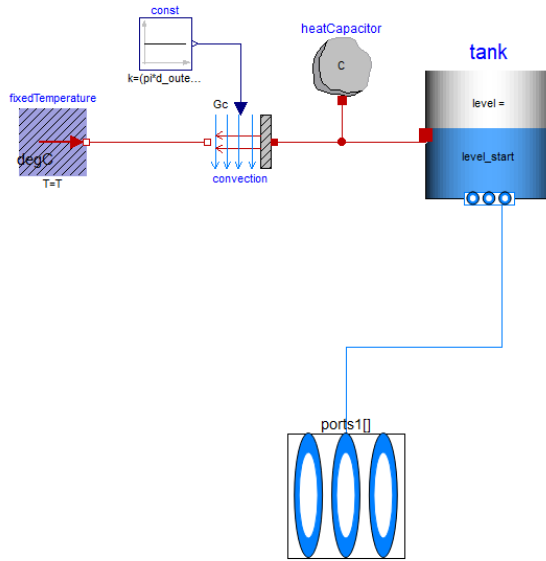 const
k=(pi*d_oute...
heatCapacitor
C
tank
level =
level_start
fixedTemperature
degC
T=T
Gc
convection
ports1[]